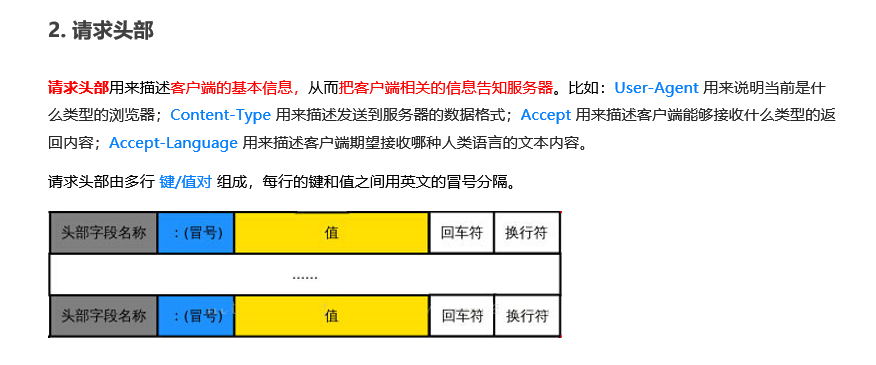 2. 请求头部
请求头部用来描述客户端的基本信息，从而把客户端相关的信息告知服务器。比如：User-Agent 用来说明当前是什
么类型的浏览器；Content-Type 用来描述发送到服务器的数据格式；Accept 用来描述客户端能够接收什么类型的返
回内容；Accept-Language 用来描述客户端期望接收哪种人类语言的文本内容。
请求头部由多行 键/值对 组成，每行的键和值之间用英文的冒号分隔。
头部字段名称 ：(冒号) 值 回车符 换行符
......
头部字段名称 ：(冒号) 值 回车符 换行符